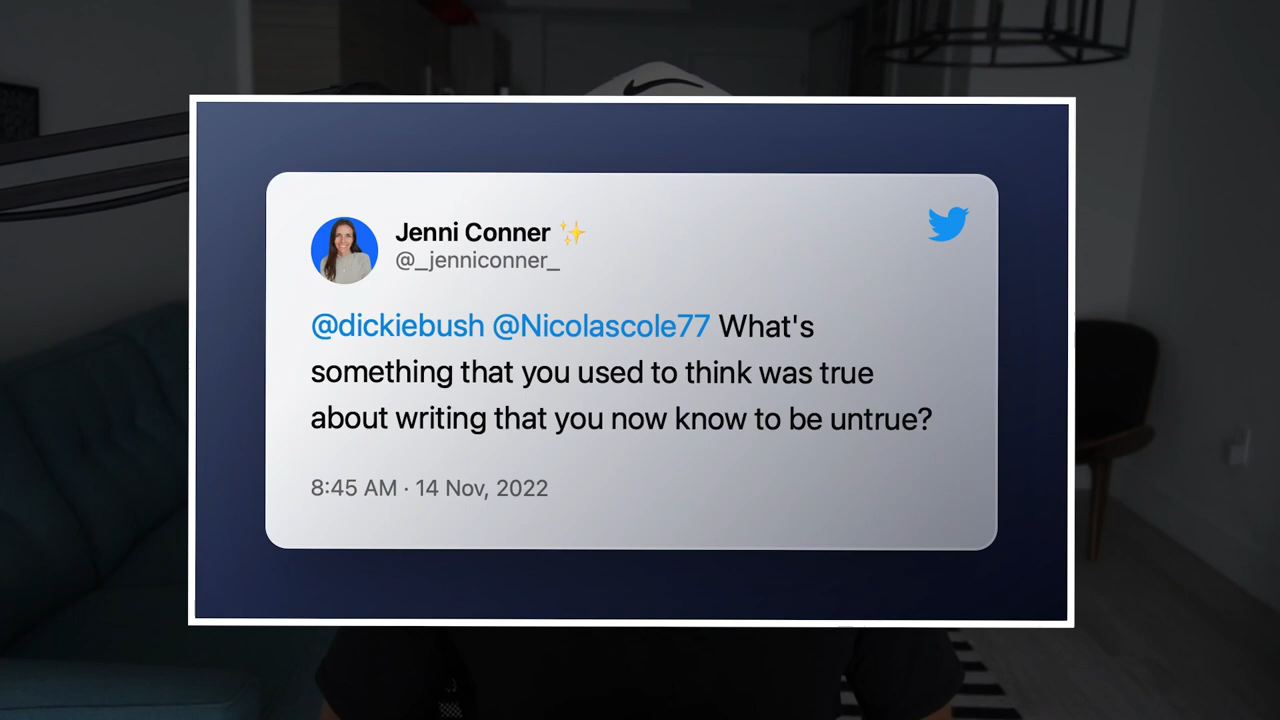 Jenni Conner ✨
@_jenniconner_
@dickiebush @Nicolascole77 What's
something that you used to think was true
about writing that you now know to be untrue?
8:45 AM · 14 Nov, 2022